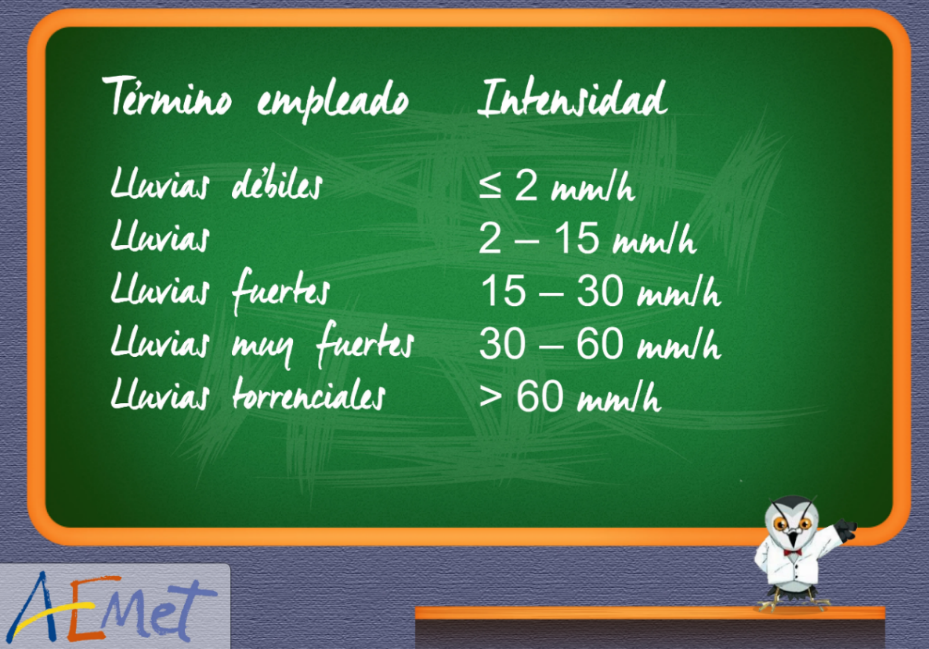 Término empleado Intensidad
Lluvias débiles ≤ 2 mm/h
Lluvias 2 – 15 mm/h
Lluvias fuertes 15 – 30 mm/h
Lluvias muy fuertes 30 – 60 mm/h
Lluvias torrenciales > 60 mm/h
AEMet